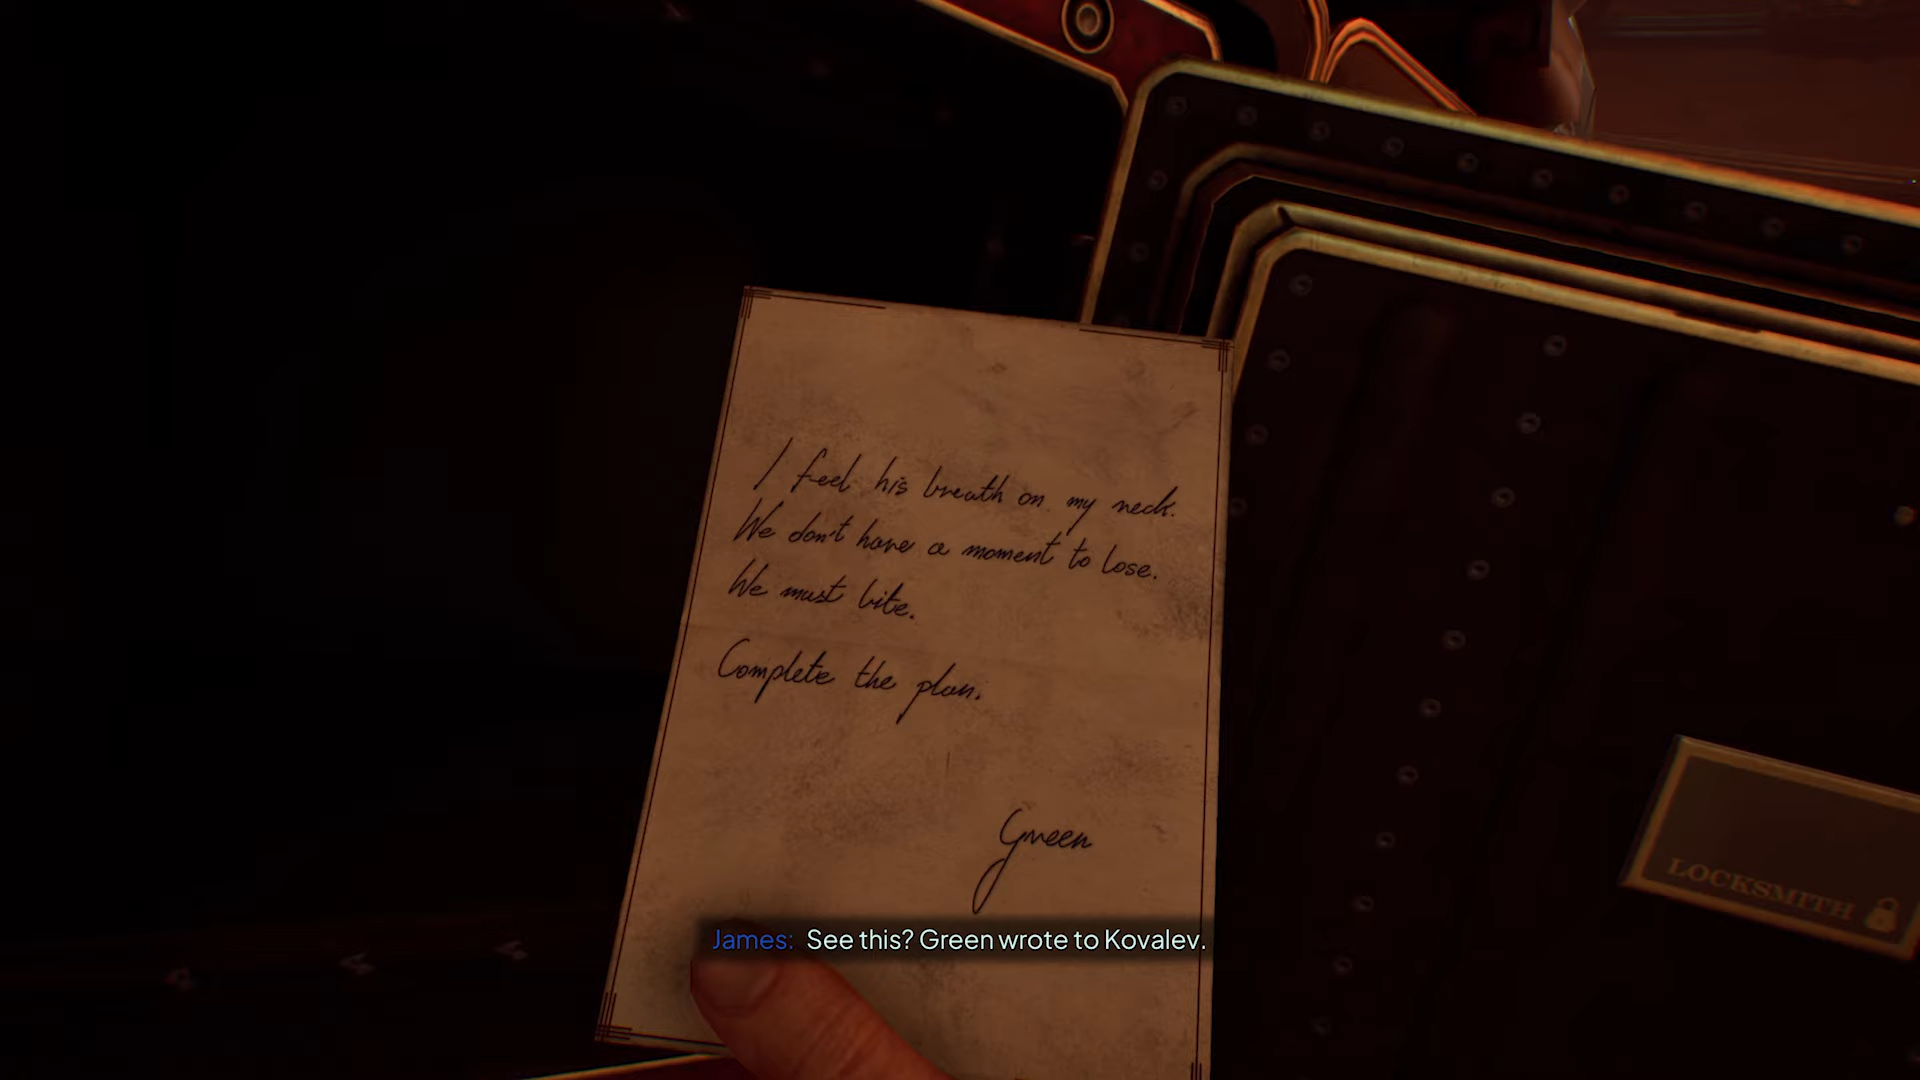 I feel his breath on my neck.
We don't have a moment to lose.
We must bite.
Complete the plan.
Green
James: See this? Green wrote to Kovalev.
LOCKSMITH